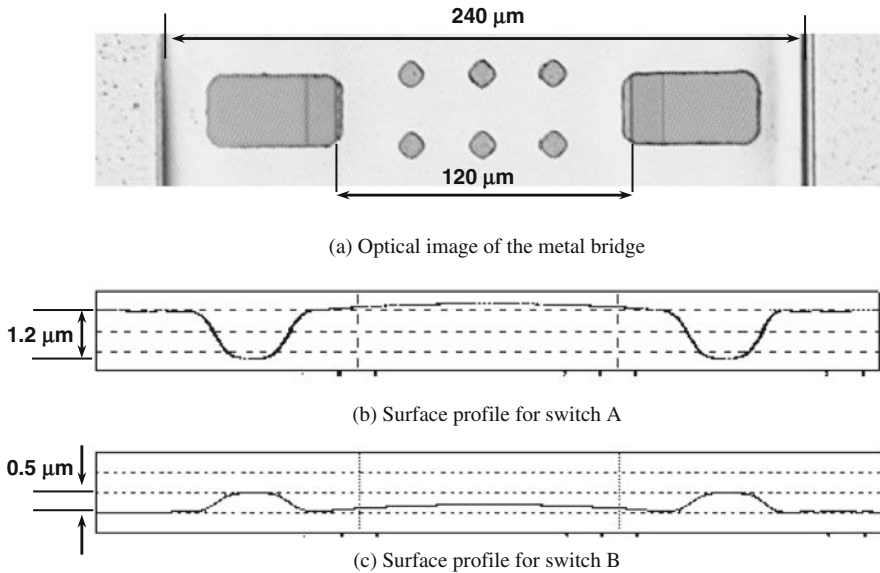 240 μm
120 μm
(a) Optical image of the metal bridge
1.2 μm
(b) Surface profile for switch A
0.5 μm
(c) Surface profile for switch B